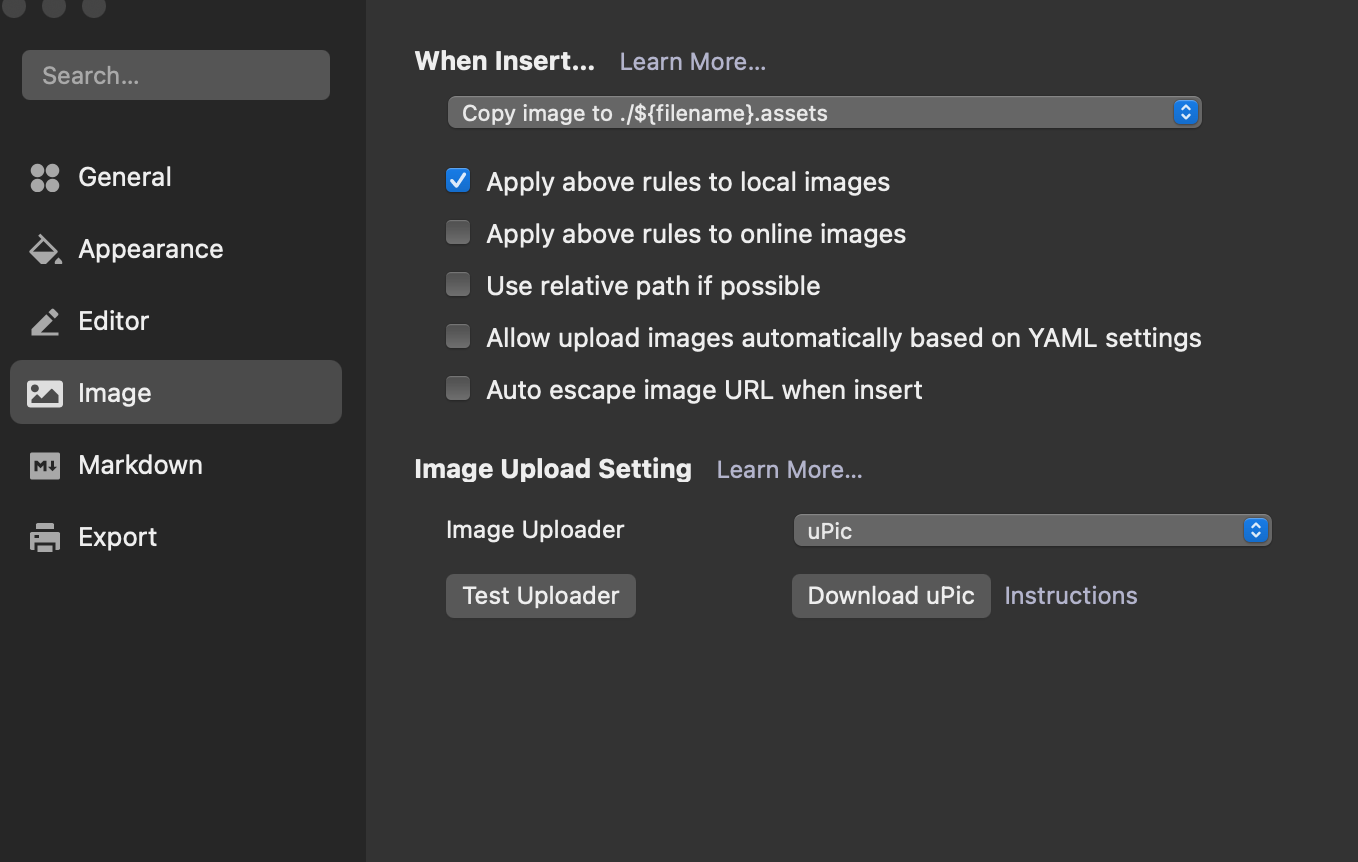 Search...
General
Appearance
Editor
Image
Markdown
Export
When Insert... Learn More...
Copy image to ./${filename}.assets
Apply above rules to local images
Apply above rules to online images
Use relative path if possible
Allow upload images automatically based on YAML settings
Auto escape image URL when insert
Image Upload Setting Learn More...
Image Uploader uPic
Test Uploader Download uPic Instructions